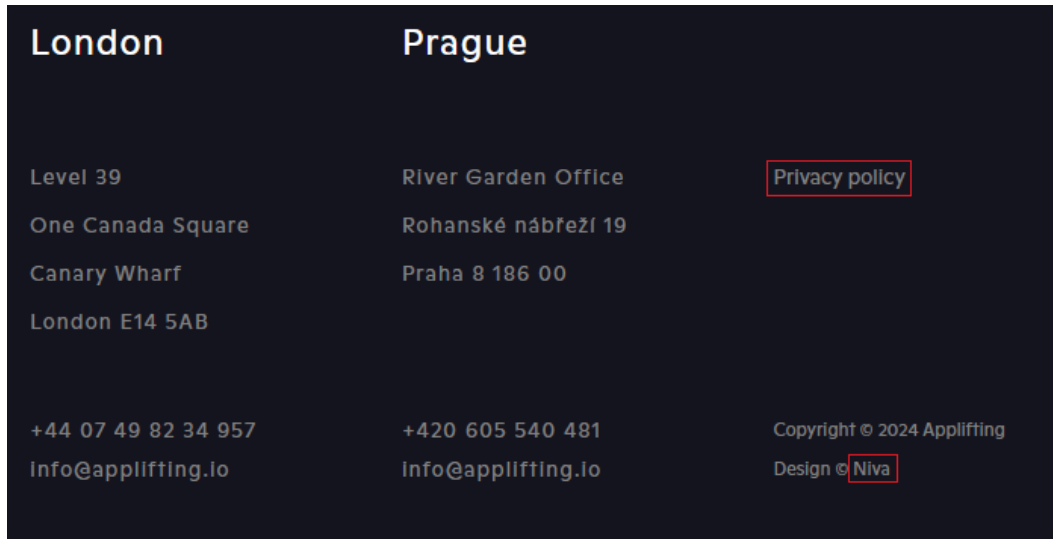 London
Level 39
One Canada Square
Canary Wharf
London E14 5AB
+44 07 49 82 34 957
info@applifting.io
Prague
River Garden Office
Rohanské nábřeží 19
Praha 8 186 00
+420 605 540 481
info@applifting.io
Privacy policy
Copyright © 2024 Applifting
Design © Niva